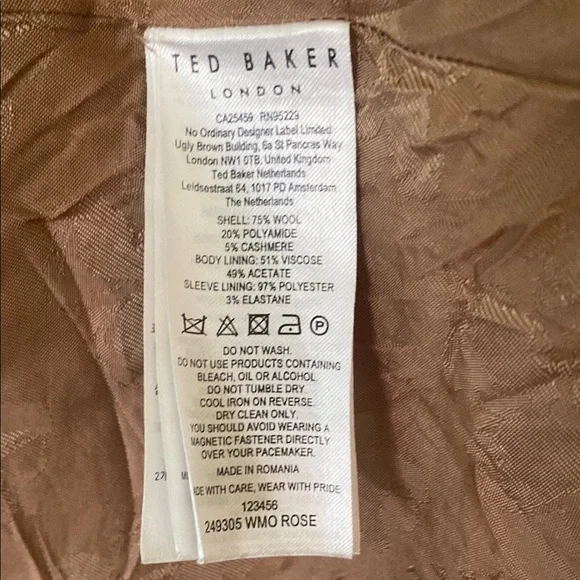 TED BAKER
LONDON
CA25459 RN95229
No Ordinary Designer Label Limited
Ugly Brown Building, 6a St Pancras Way
London NW1 0TB, United Kingdom
Ted Baker Netherlands
Leidsestraat 64, 1017 PD Amsterdam
The Netherlands
SHELL: 75% WOOL
20% POLYAMIDE
5% CASHMERE
BODY LINING: 51% VISCOSE
49% ACETATE
SLEEVE LINING: 97% POLYESTER
3% ELASTANE
P
DO NOT WASH.
DO NOT USE PRODUCTS CONTAINING
BLEACH, OIL OR ALCOHOL.
DO NOT TUMBLE DRY.
COOL IRON ON REVERSE.
DRY CLEAN ONLY.
YOU SHOULD AVOID WEARING A
MAGNETIC FASTENER DIRECTLY
OVER YOUR PACEMAKER.
MADE IN ROMANIA
ADE WITH CARE, WEAR WITH PRIDE
123456
249305 WMO ROSE